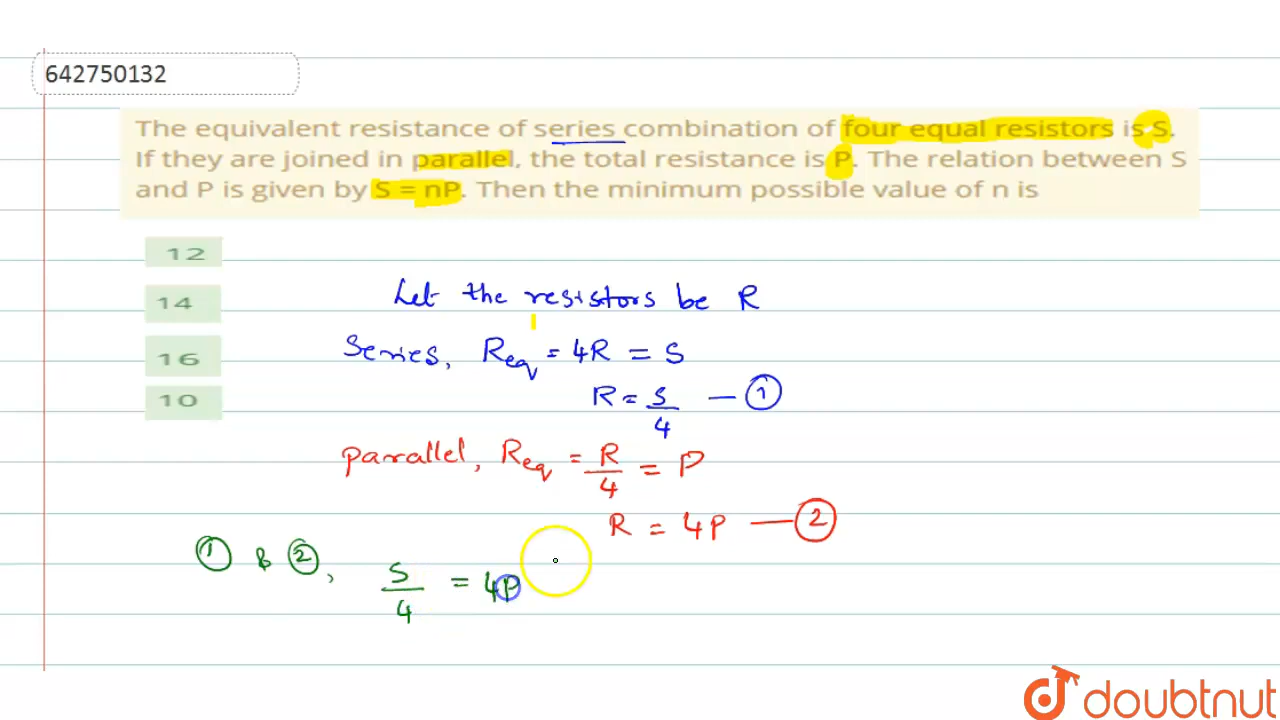 642750132
The equivalent resistance of series combination of four equal resistors is S.
If they are joined in parallel, the total resistance is P. The relation between S
and P is given by S = nP. Then the minimum possible value of n is
12
14
16
10
Let the resistors be R
Series, Req = 4R = S
R = S/4 — ①
parallel, Req = R/4 = P
R = 4P — ②
① & ②, S/4 = 4P
doubtnut